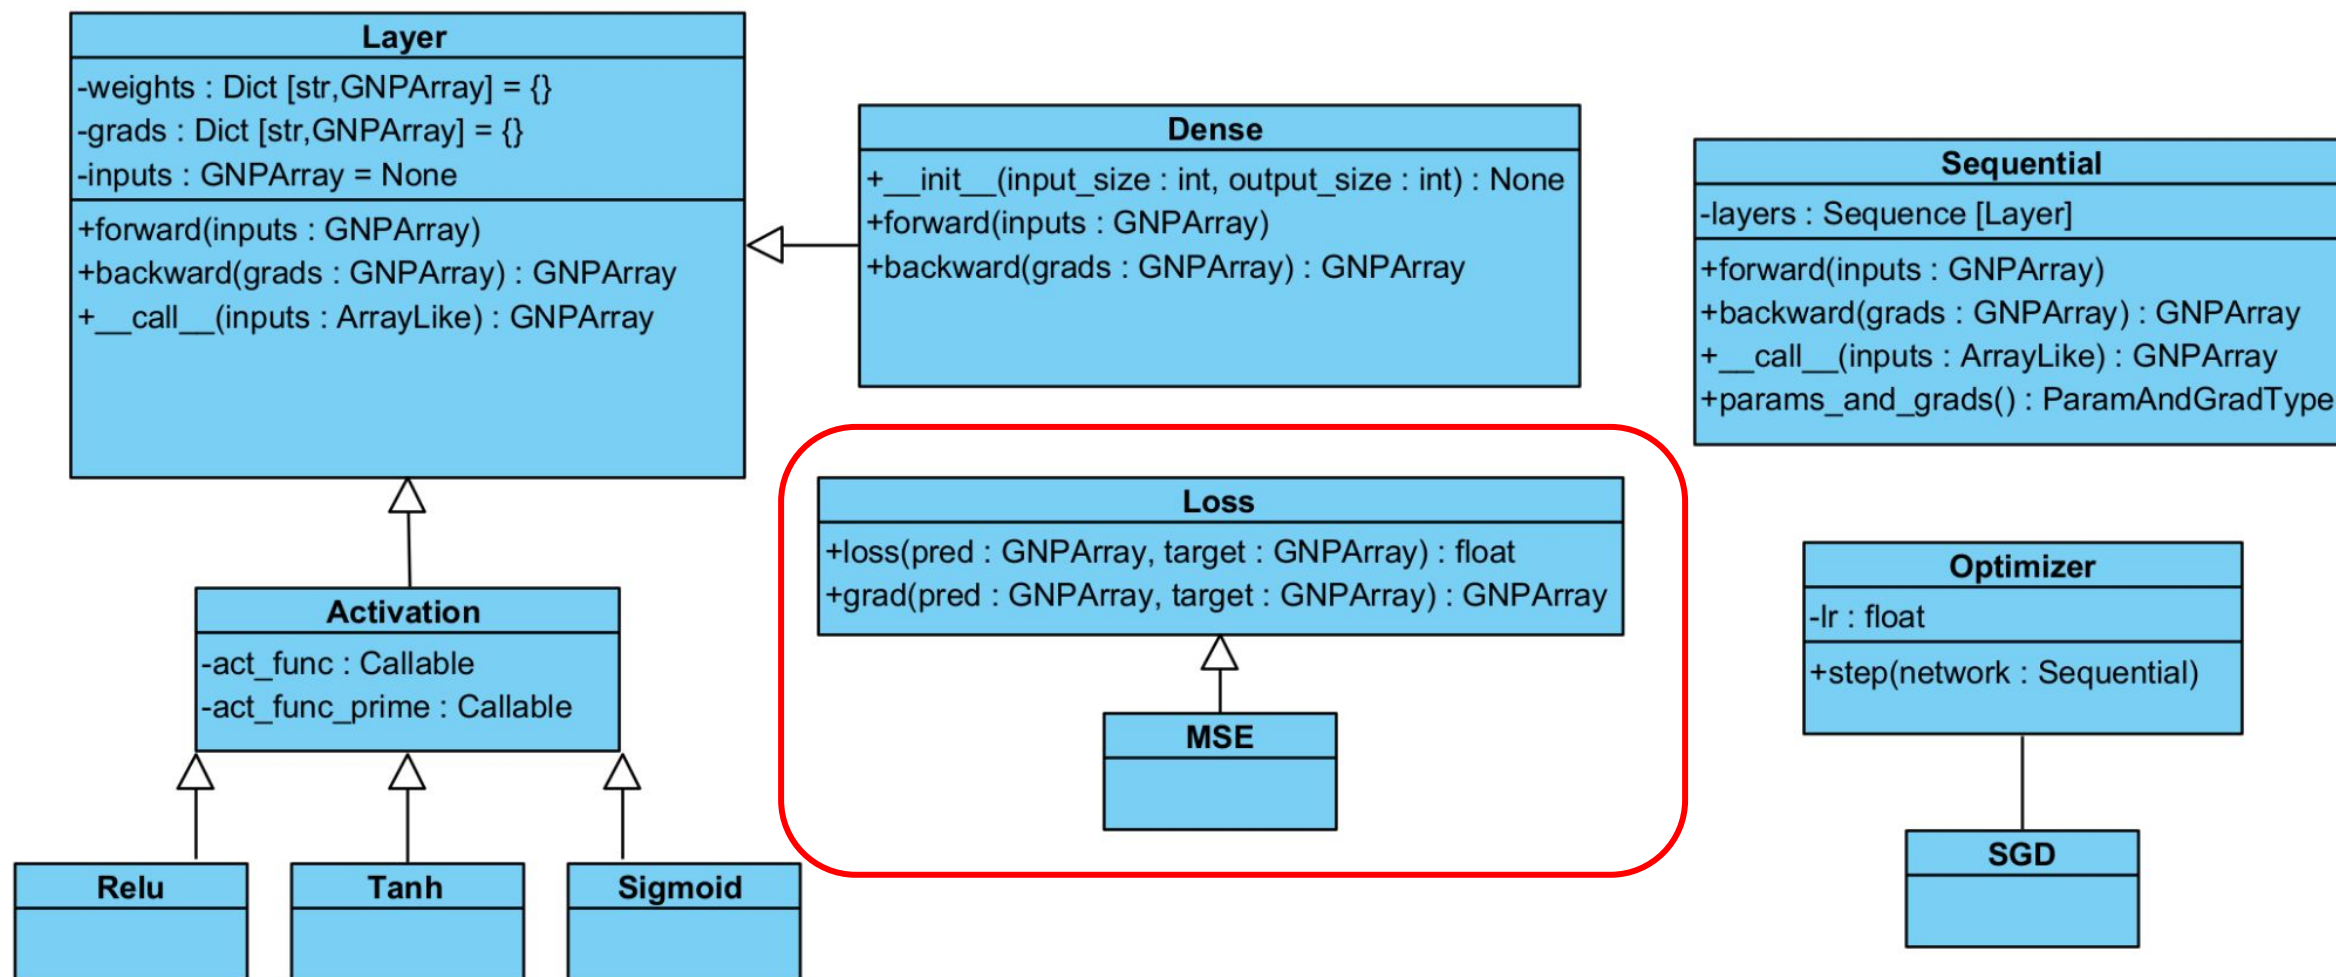 Layer
-weights : Dict [str,GNPArray] = {}
-grads : Dict [str,GNPArray] = {}
-inputs : GNPArray = None
+forward(inputs : GNPArray)
+backward(grads : GNPArray) : GNPArray
+__call__(inputs : ArrayLike) : GNPArray
Dense
+__init__(input_size : int, output_size : int) : None
+forward(inputs : GNPArray)
+backward(grads : GNPArray) : GNPArray
Sequential
-layers : Sequence [Layer]
+forward(inputs : GNPArray)
+backward(grads : GNPArray) : GNPArray
+__call__(inputs : ArrayLike) : GNPArray
+params_and_grads() : ParamAndGradType
Loss
+loss(pred : GNPArray, target : GNPArray) : float
+grad(pred : GNPArray, target : GNPArray) : GNPArray
MSE
Optimizer
-lr : float
+step(network : Sequential)
SGD
Activation
-act_func : Callable
-act_func_prime : Callable
Relu
Tanh
Sigmoid